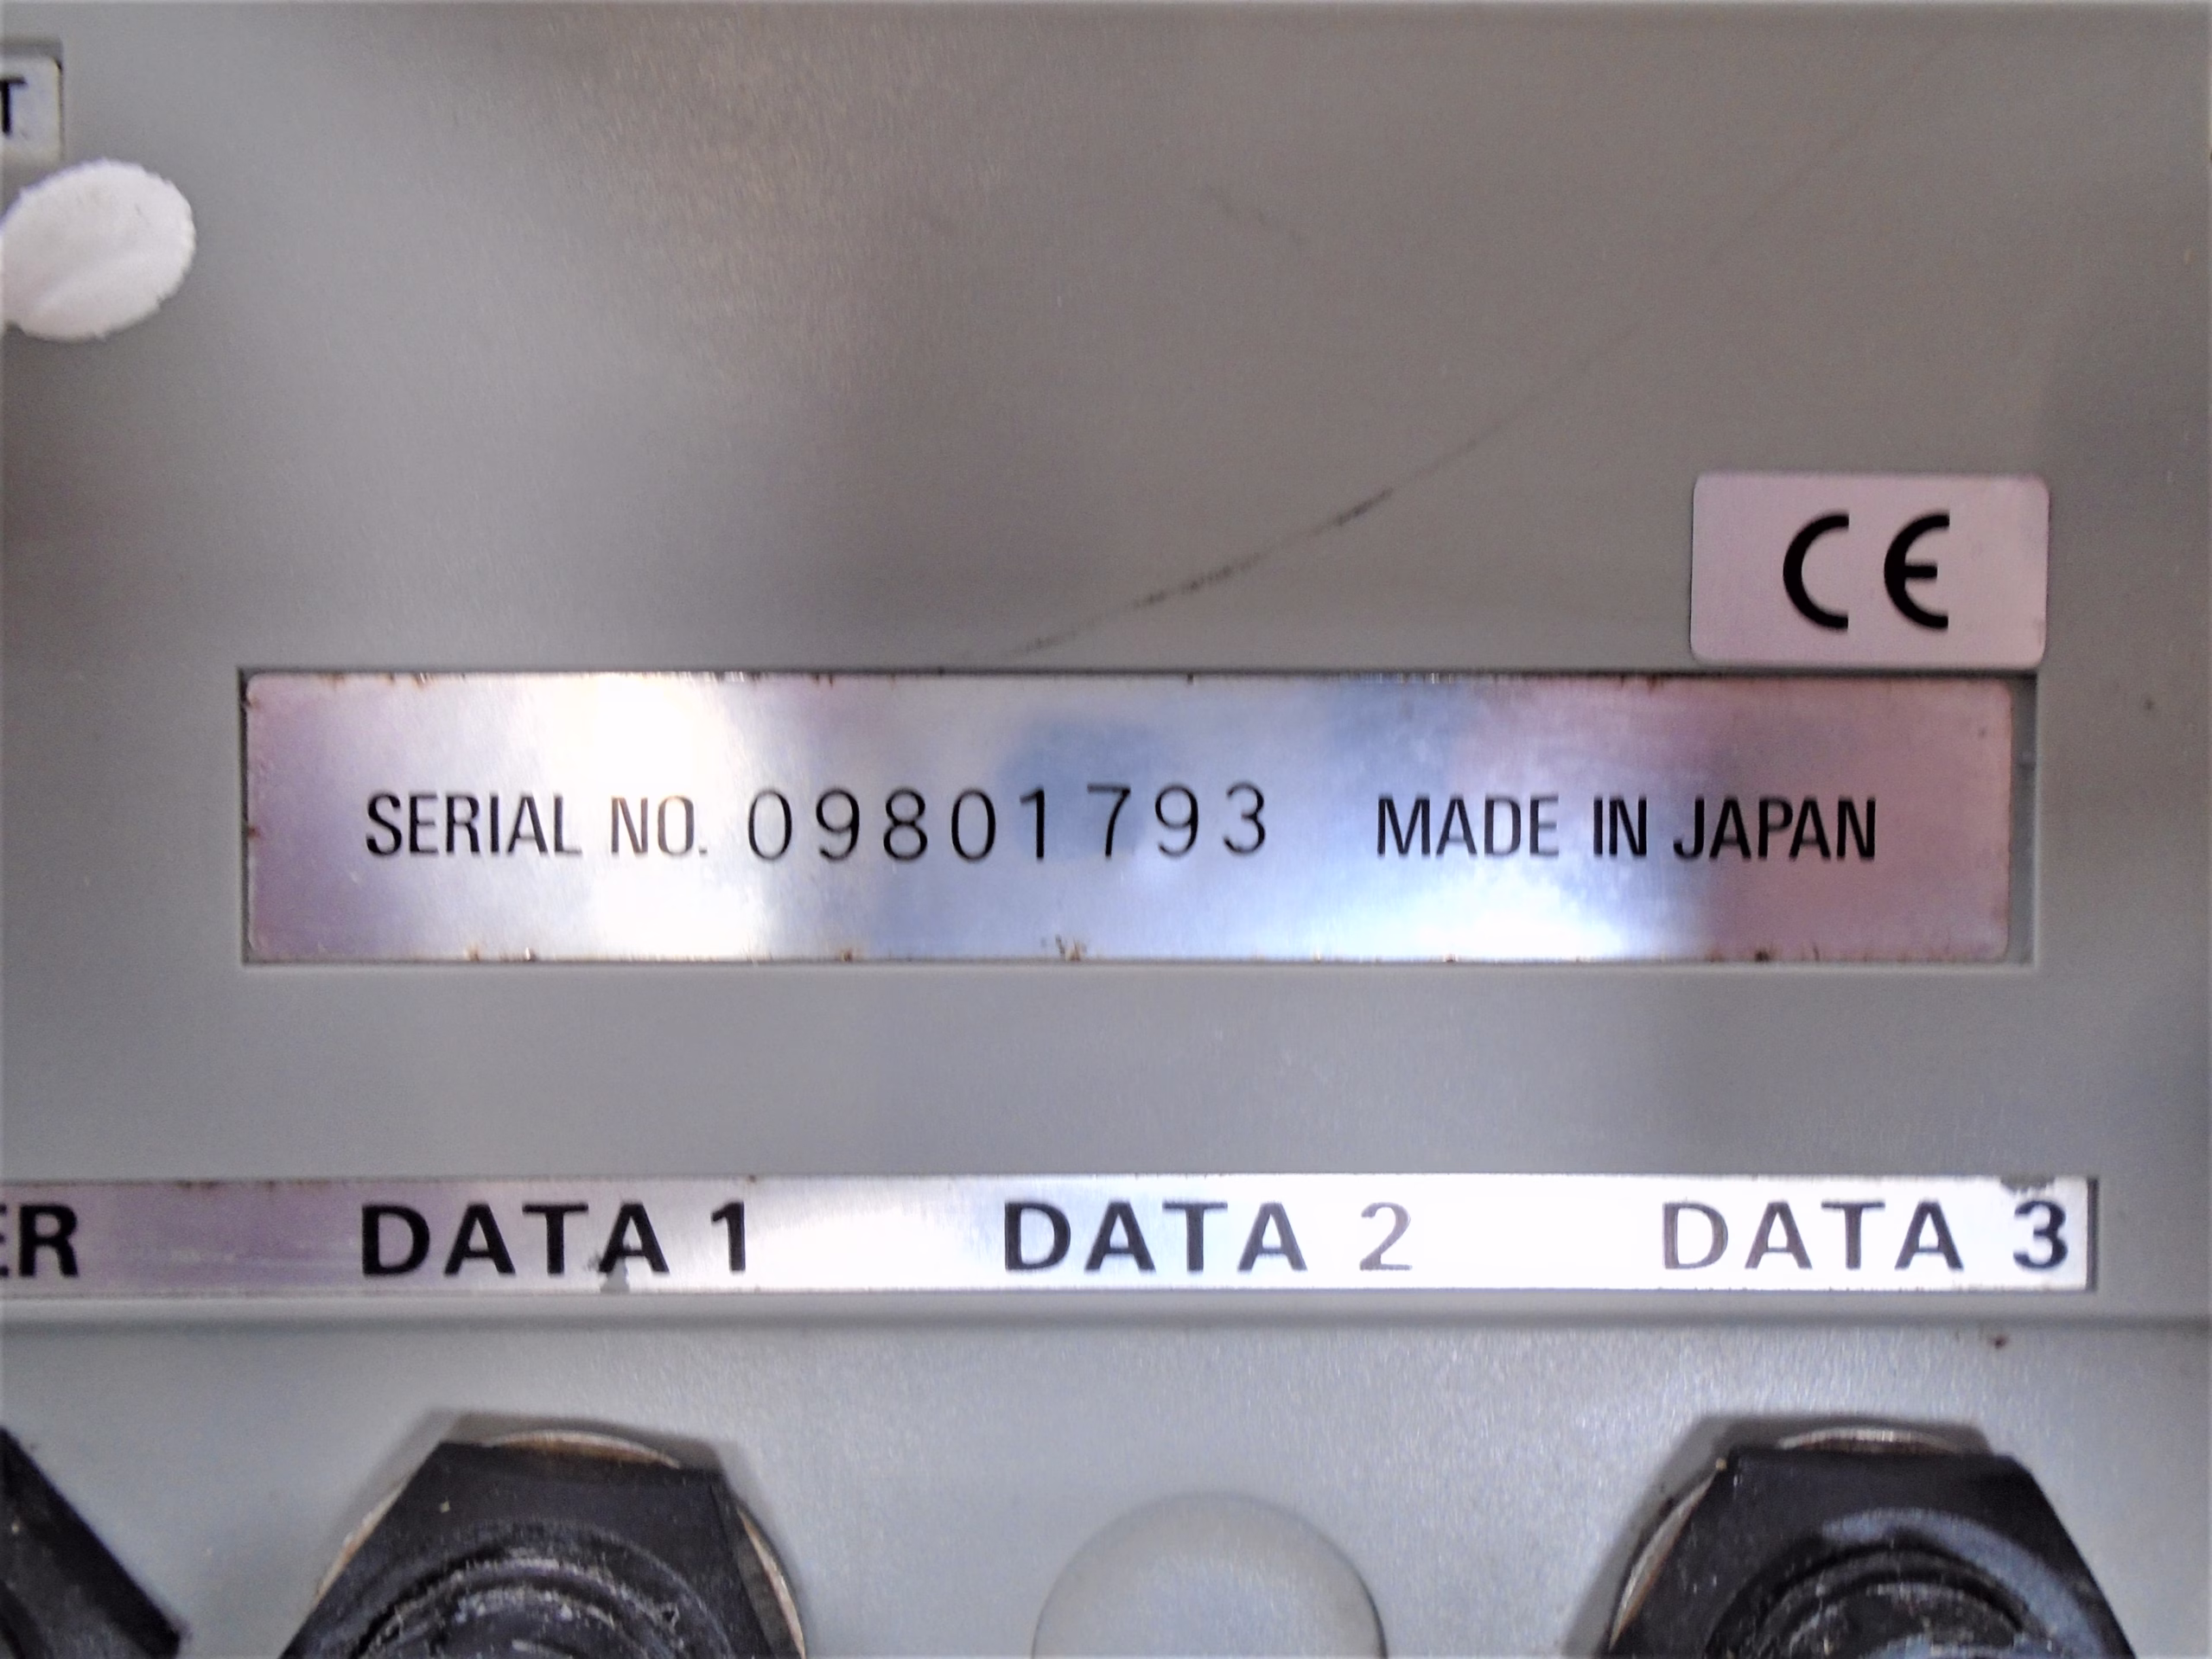 T
CE
SERIAL NO. 09801793 MADE IN JAPAN
ER DATA 1 DATA 2 DATA 3